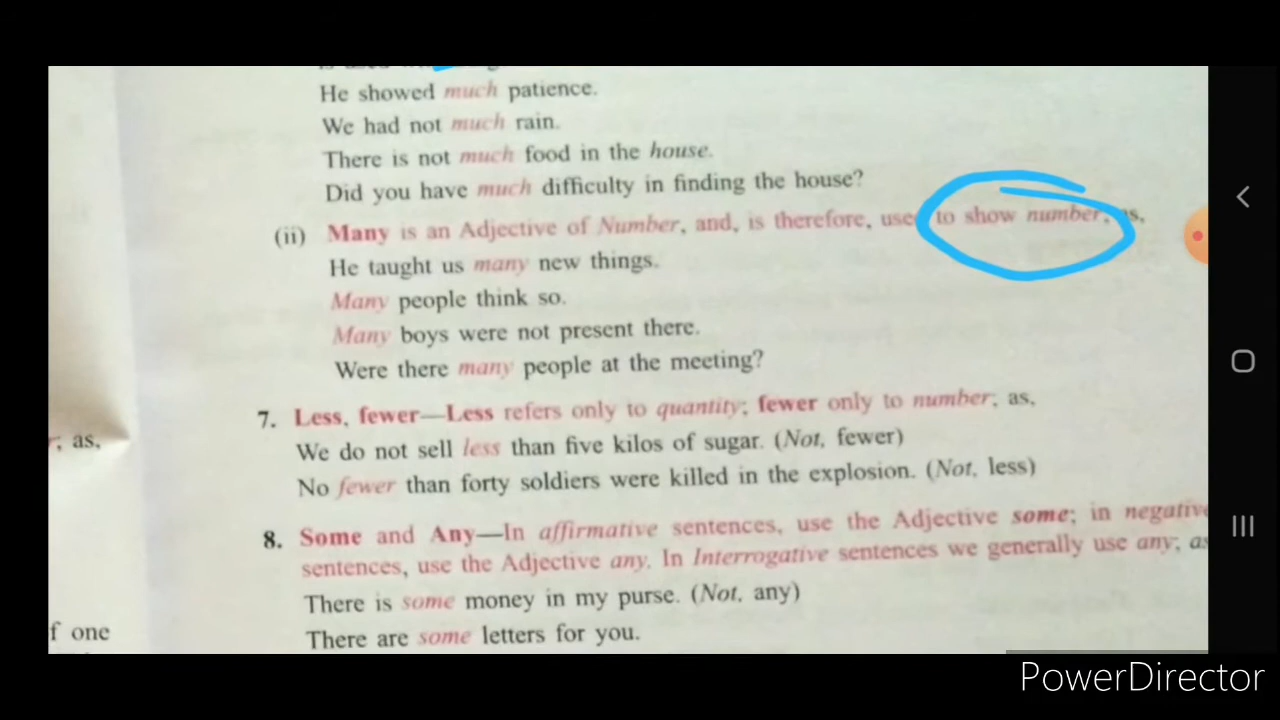 He showed much patience.
We had not much rain.
There is not much food in the house.
Did you have much difficulty in finding the house?
(ii) Many is an Adjective of Number, and, is therefore, used to show number; as,
He taught us many new things.
Many people think so.
Many boys were not present there.
Were there many people at the meeting?
7. Less, fewer—Less refers only to quantity; fewer only to number; as,
We do not sell less than five kilos of sugar. (Not, fewer)
No fewer than forty soldiers were killed in the explosion. (Not, less)
; as,
8. Some and Any—In affirmative sentences, use the Adjective some; in negative
sentences, use the Adjective any. In Interrogative sentences we generally use any; as
There is some money in my purse. (Not, any)
There are some letters for you.
f one
PowerDirector